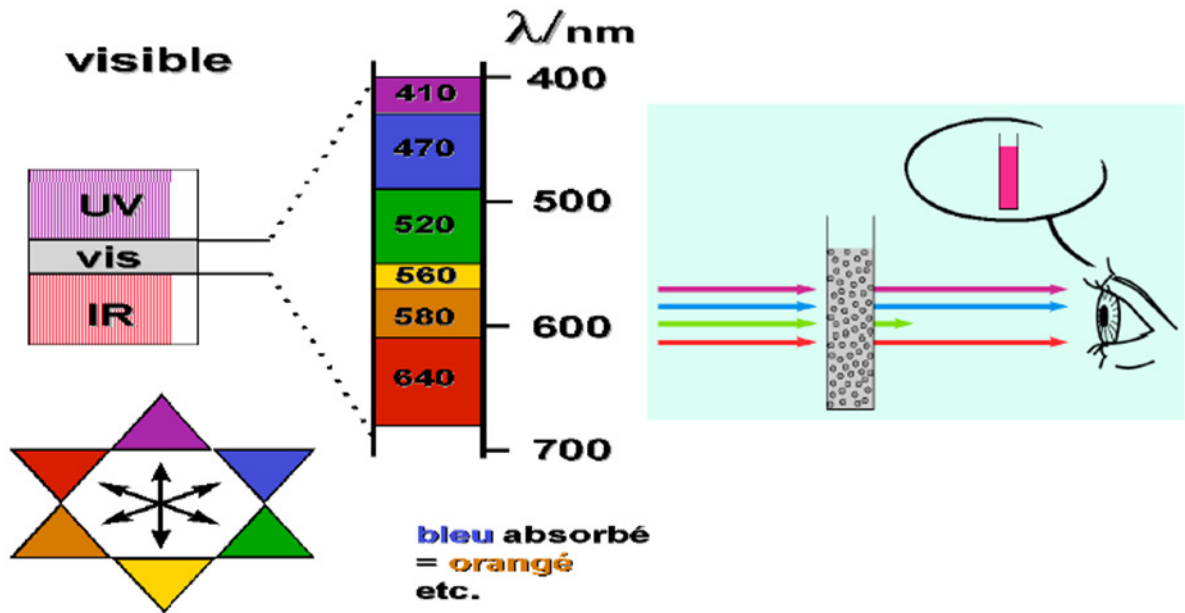 visible
λ/nm
400
410
470
500
520
560
580
600
640
700
UV
vis
IR
bleu absorbé
= orangé
etc.